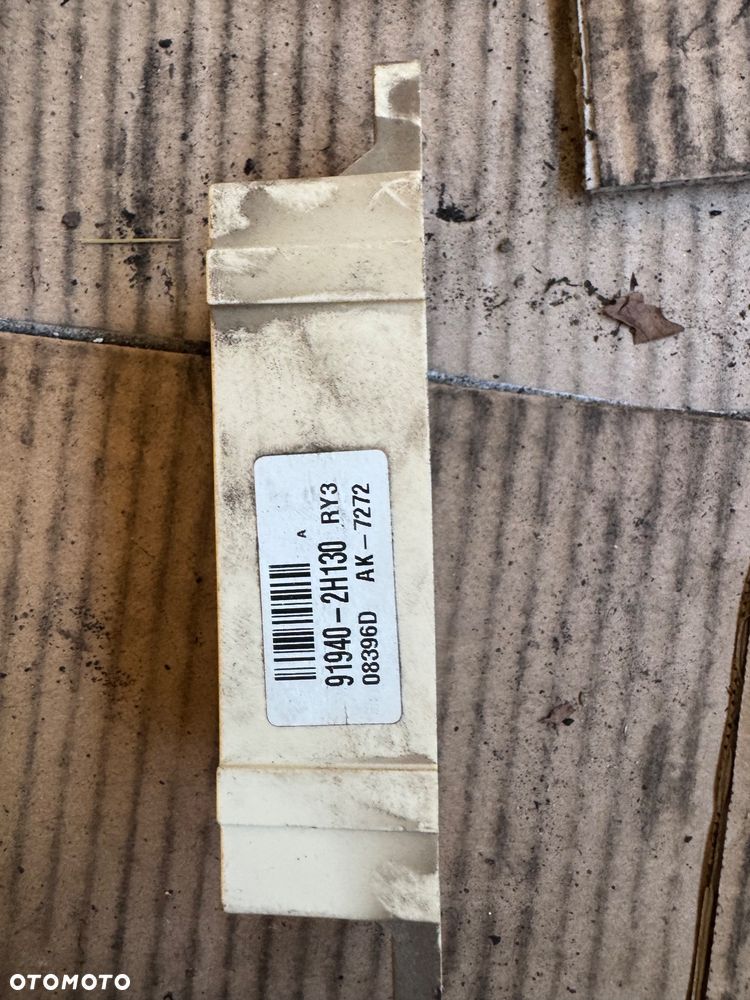 A
91940-2H130 RY3
08396D AK-7272
OTOMOTO